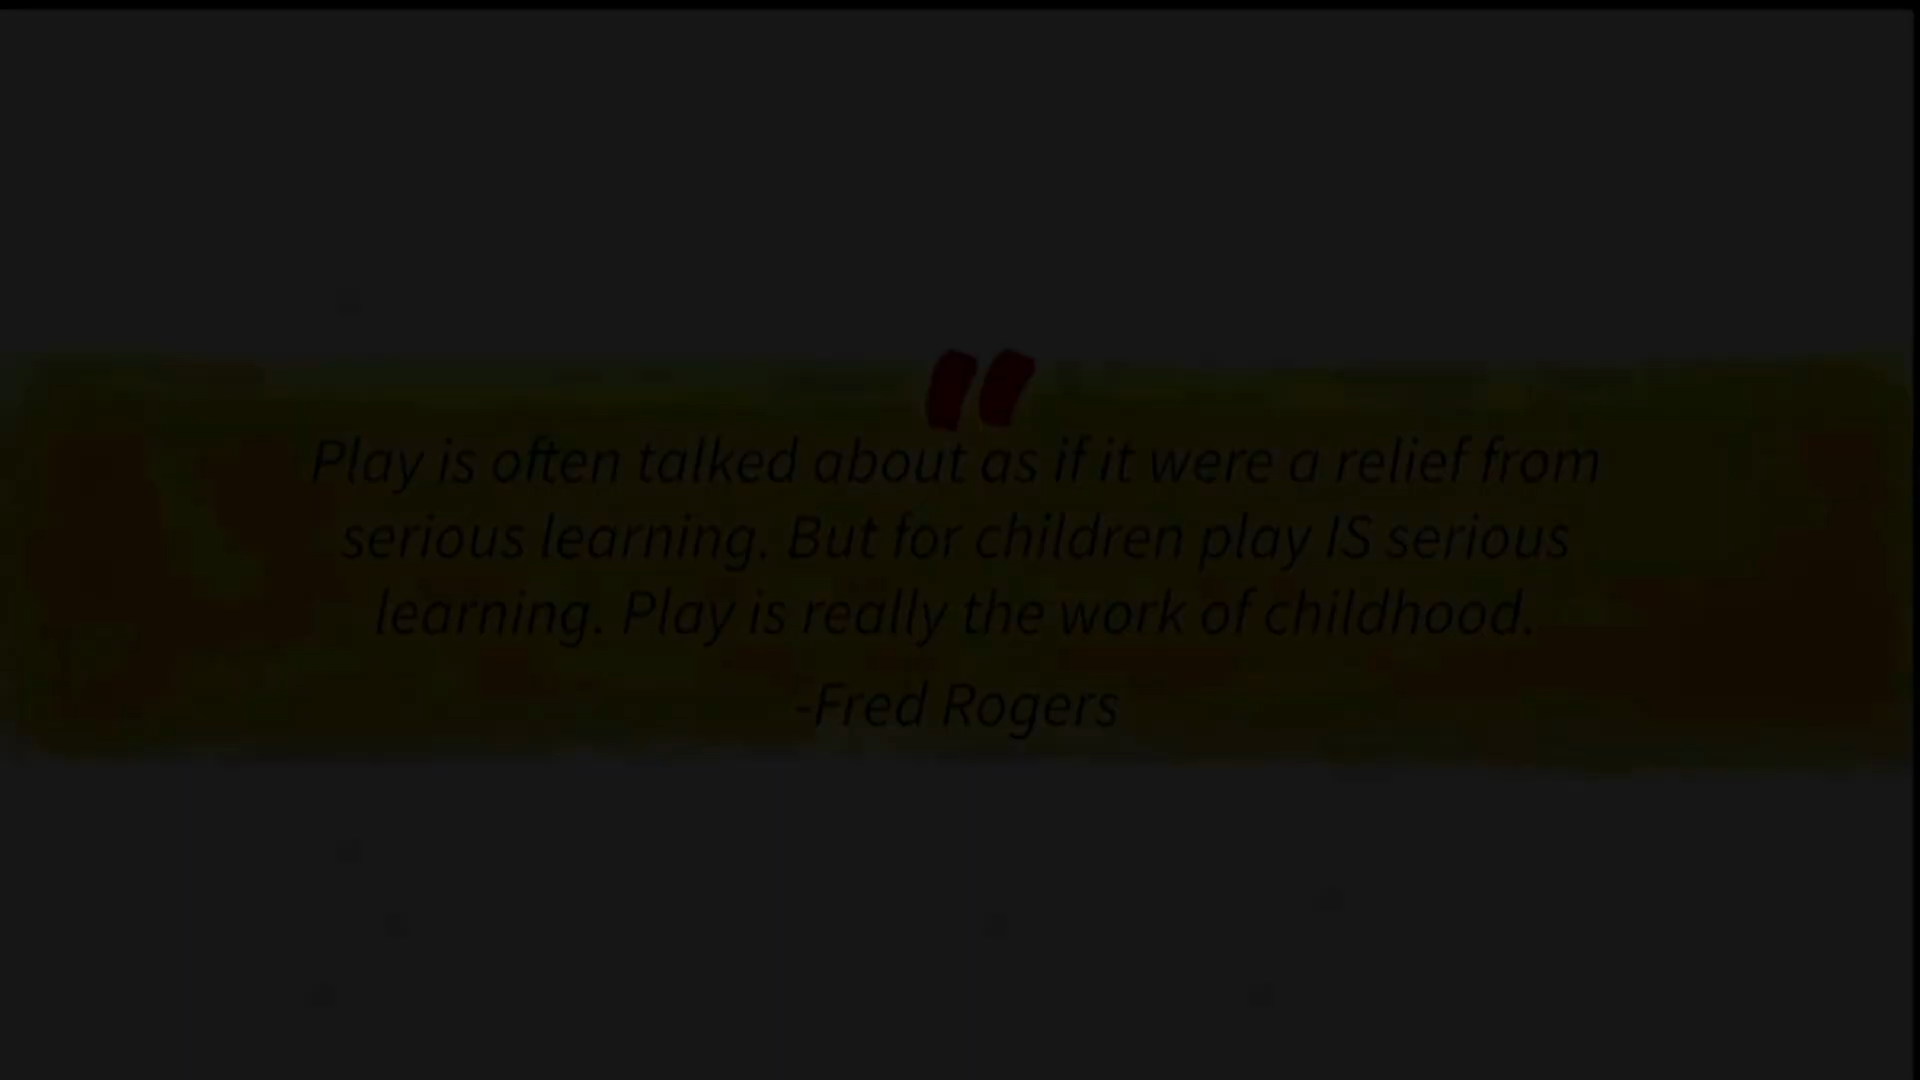 "
Play is often talked about as if it were a relief from
serious learning. But for children play IS serious
learning. Play is really the work of childhood.
-Fred Rogers